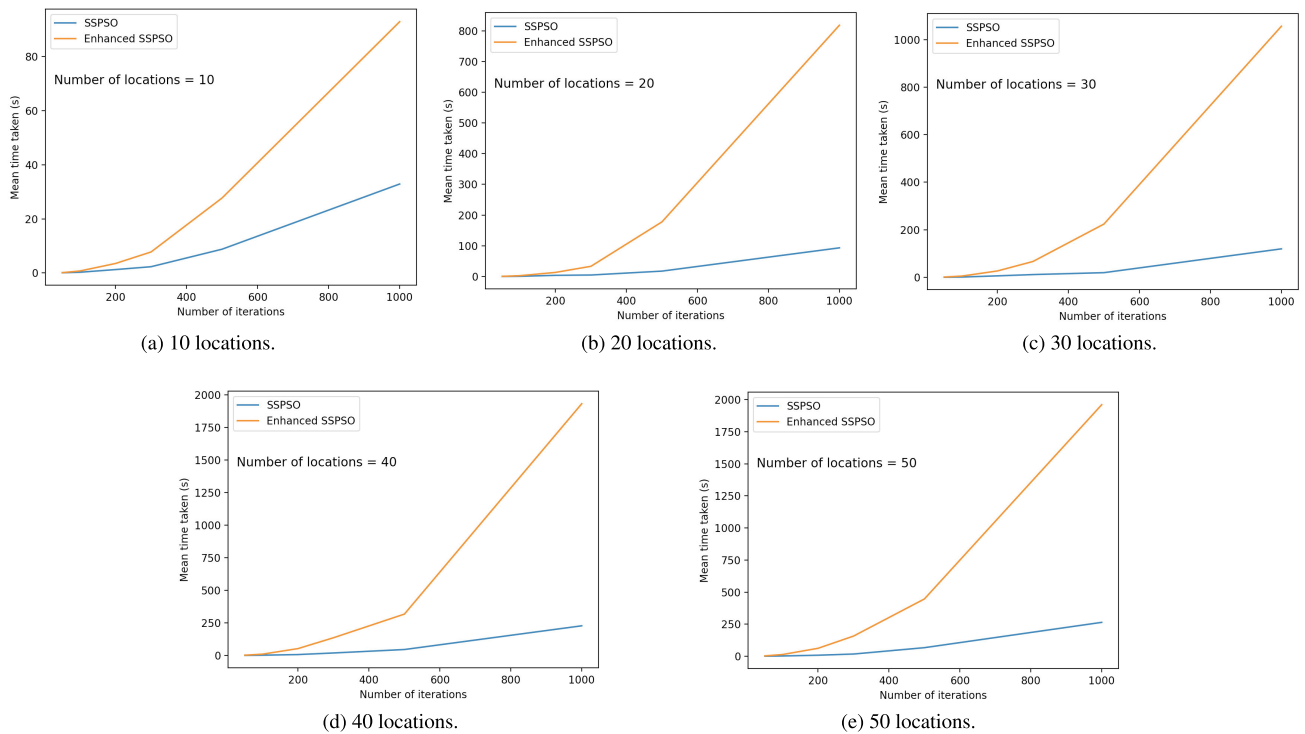 SSPSO
Enhanced SSPSO
Number of locations = 10
Mean time taken (s)
80
60
40
20
0
200 400 600 800 1000
Number of iterations
(a) 10 locations.
SSPSO
Enhanced SSPSO
Number of locations = 20
Mean time taken (s)
800
700
600
500
400
300
200
100
0
200 400 600 800 1000
Number of iterations
(b) 20 locations.
SSPSO
Enhanced SSPSO
Number of locations = 30
Mean time taken (s)
1000
800
600
400
200
0
200 400 600 800 1000
Number of iterations
(c) 30 locations.
SSPSO
Enhanced SSPSO
Number of locations = 40
Mean time taken (s)
2000
1750
1500
1250
1000
750
500
250
0
200 400 600 800 1000
Number of iterations
(d) 40 locations.
SSPSO
Enhanced SSPSO
Number of locations = 50
Mean time taken (s)
2000
1750
1500
1250
1000
750
500
250
0
200 400 600 800 1000
Number of iterations
(e) 50 locations.